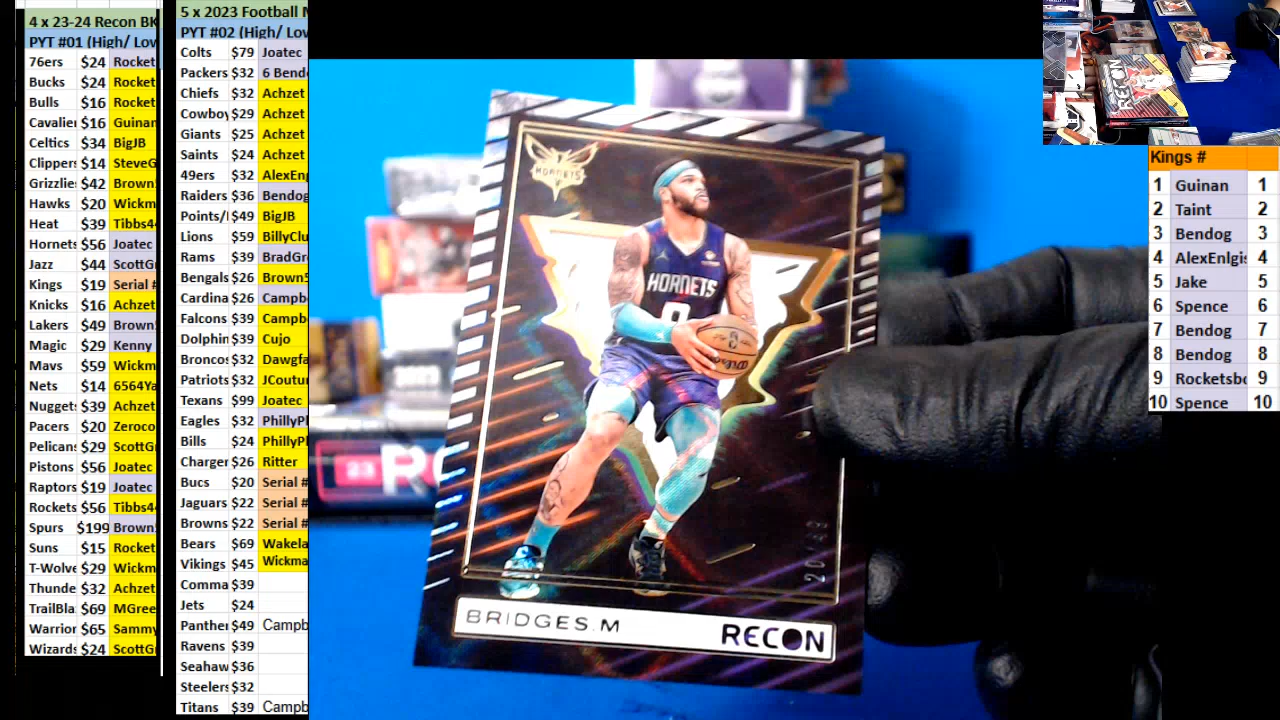 4 x 23-24 Recon BK
PYT #01 (High/ Lov
76ers $24 Rocket
Bucks $24 Rocket
Bulls $16 Rocket
Cavalie $16 Guinan
Celtics $34 BigJB
Clippers $14 SteveG
Grizzlie $42 Brown
Hawks $20 Wickm
Heat $39 Tibbs4
Hornets $56 Joatec
Jazz $44 ScottG
Kings $19 Serial #
Knicks $16 Achzet
Lakers $49 Brown
Magic $29 Kenny
Mavs $59 Wickm
Nets $14 6564Ya
Nugget $39 Achzet
Pacers $20 Zeroco
Pelican $29 ScottG
Pistons $56 Joatec
Raptors $19 Joatec
Rockets $56 Tibbs4
Spurs $199 Brown
Suns $15 Rocket
T-Wolve $29 Wickm
Thunde $32 Achzet
TrailBla $69 MGree
Warrior $65 Sammy
Wizards $24 ScottG
5 x 2023 Football
PYT #02 (High/ Lov
Colts $79 Joatec
Packers $32 6 Bend
Chiefs $32 Achzet
Cowboy $29 Achzet
Giants $25 Achzet
Saints $24 Achzet
49ers $32 AlexEng
Raiders $36 Bendog
Points/ $49 BigJB
Lions $59 BillyClu
Rams $39 BradGr
Bengals $26 Brown
Cardina $26 Campb
Falcons $39 Campb
Dolphin $39 Cujo
Bronco $32 Dawgfa
Patriots $32 JCoutu
Texans $99 Joatec
Eagles $32 PhillyP
Bills $24 PhillyP
Charger $26 Ritter
Bucs $20 Serial #
Jaguars $22 Serial #
Browns $22 Serial #
Bears $69 Wakela
Vikings $45 Wickma
Comma $39
Jets $24
Panther $49 Campb
Ravens $39
Seahaw $36
Steelers $32
Titans $39 Campb
HORNETS
HORNETS
BRIDGES.M
RECON
23
RECON
Kings #
1 Guinan 1
2 Taint 2
3 Bendog 3
4 AlexEnlgi 4
5 Jake 5
6 Spence 6
7 Bendog 7
8 Bendog 8
9 Rocketsb 9
10 Spence 10